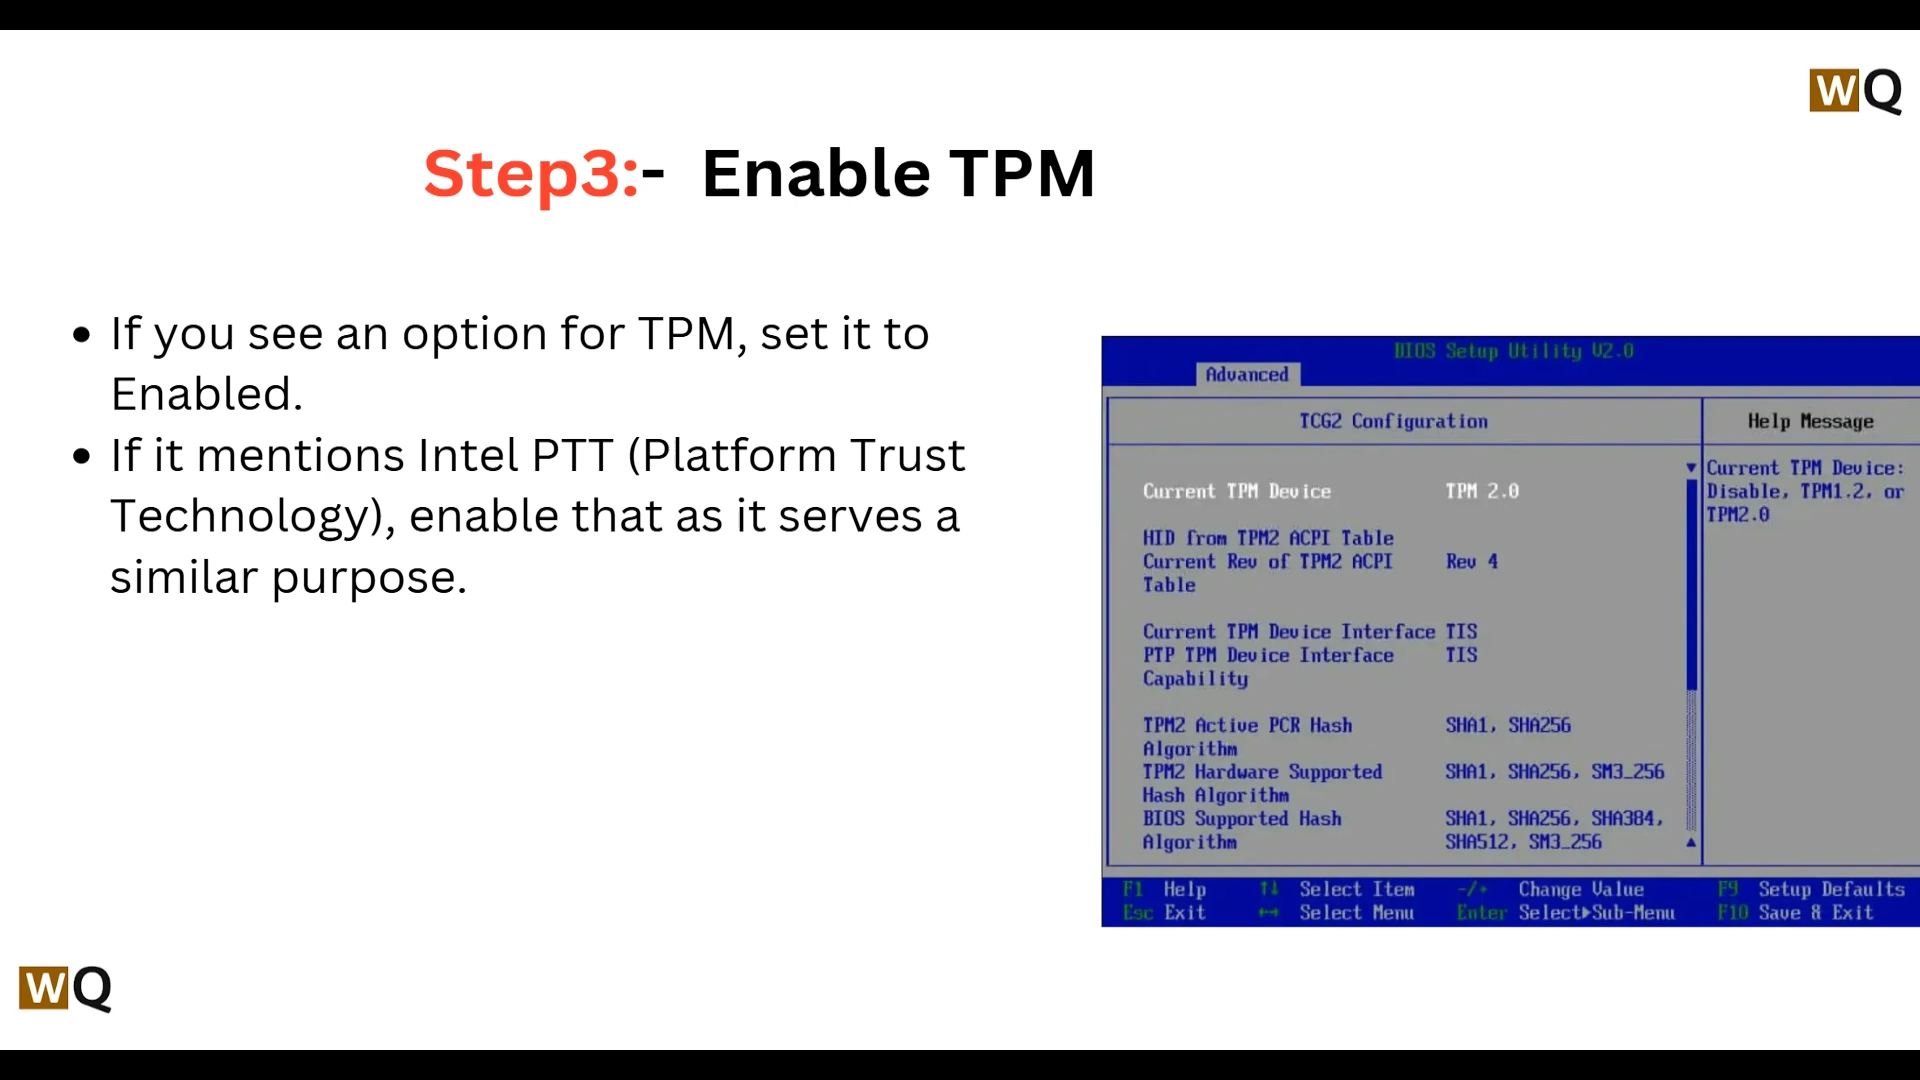 WQ
Step3:- Enable TPM
• If you see an option for TPM, set it to
Enabled.
• If it mentions Intel PTT (Platform Trust
Technology), enable that as it serves a
similar purpose.
BIOS Setup Utility V2.0
Advanced
TCG2 Configuration
Help Message
Current TPM Device TPM 2.0
HID from TPM2 ACPI Table
Current Rev of TPM2 ACPI Rev 4
Table
Current TPM Device Interface TIS
PTP TPM Device Interface TIS
Capability
TPM2 Active PCR Hash SHA1, SHA256
Algorithm
TPM2 Hardware Supported SHA1, SHA256, SM3_256
Hash Algorithm
BIOS Supported Hash SHA1, SHA256, SHA384,
Algorithm SHA512, SM3_256
Current TPM Device:
Disable, TPM1.2, or
TPM2.0
F1 Help ↑↓ Select Item -/+ Change Value F9 Setup Defaults
Esc Exit ↔ Select Menu Enter Select▶Sub-Menu F10 Save & Exit
WQ